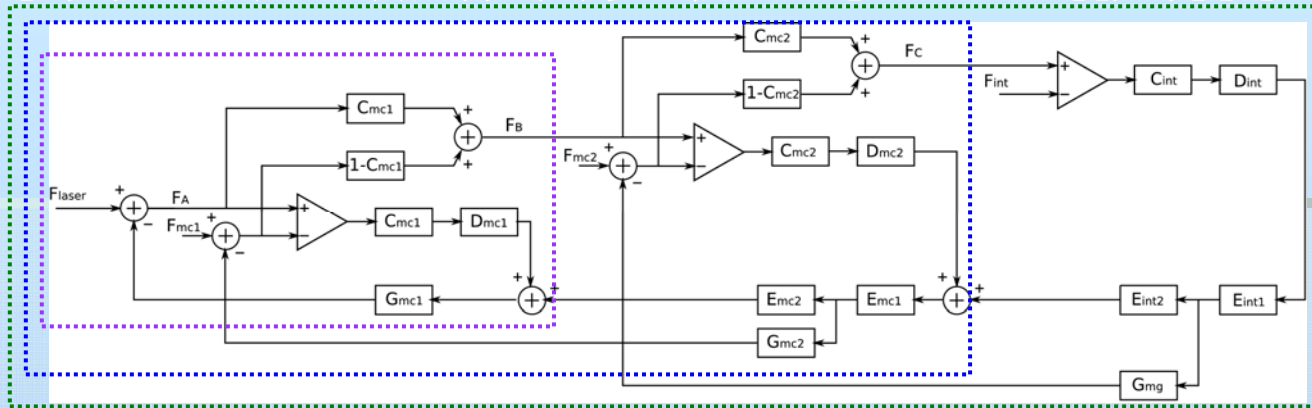 Cmc2
+
FC
1-Cmc2
+
Fint
+
−
Cint
Dint
Cmc1
+
FB
1-Cmc1
+
Fmc2
+
−
+
−
Cmc2
Dmc2
Flaser
+
−
FA
Fmc1
+
−
+
−
Cmc1
Dmc1
Gmc1
+
+
Emc2
Emc1
+
+
Eint2
Eint1
Gmc2
Gmg